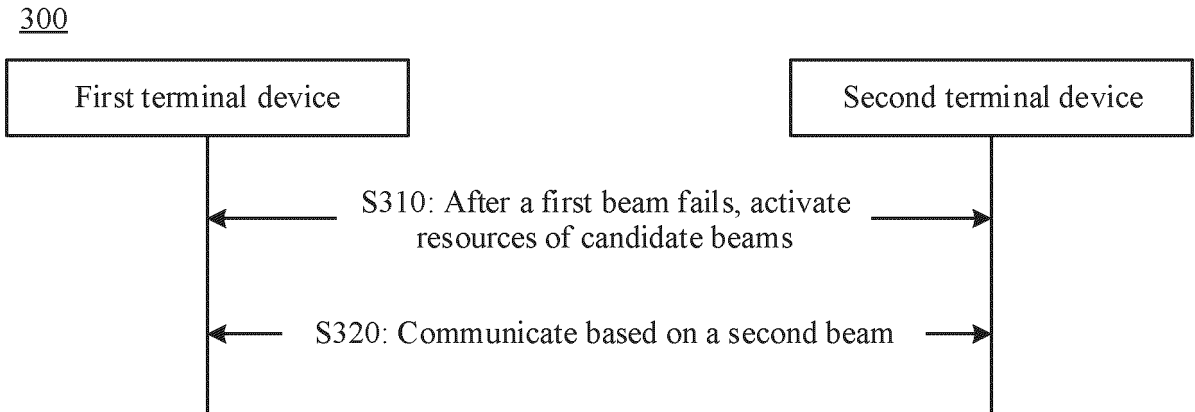 300
First terminal device
Second terminal device
S310: After a first beam fails, activate
resources of candidate beams
S320: Communicate based on a second beam